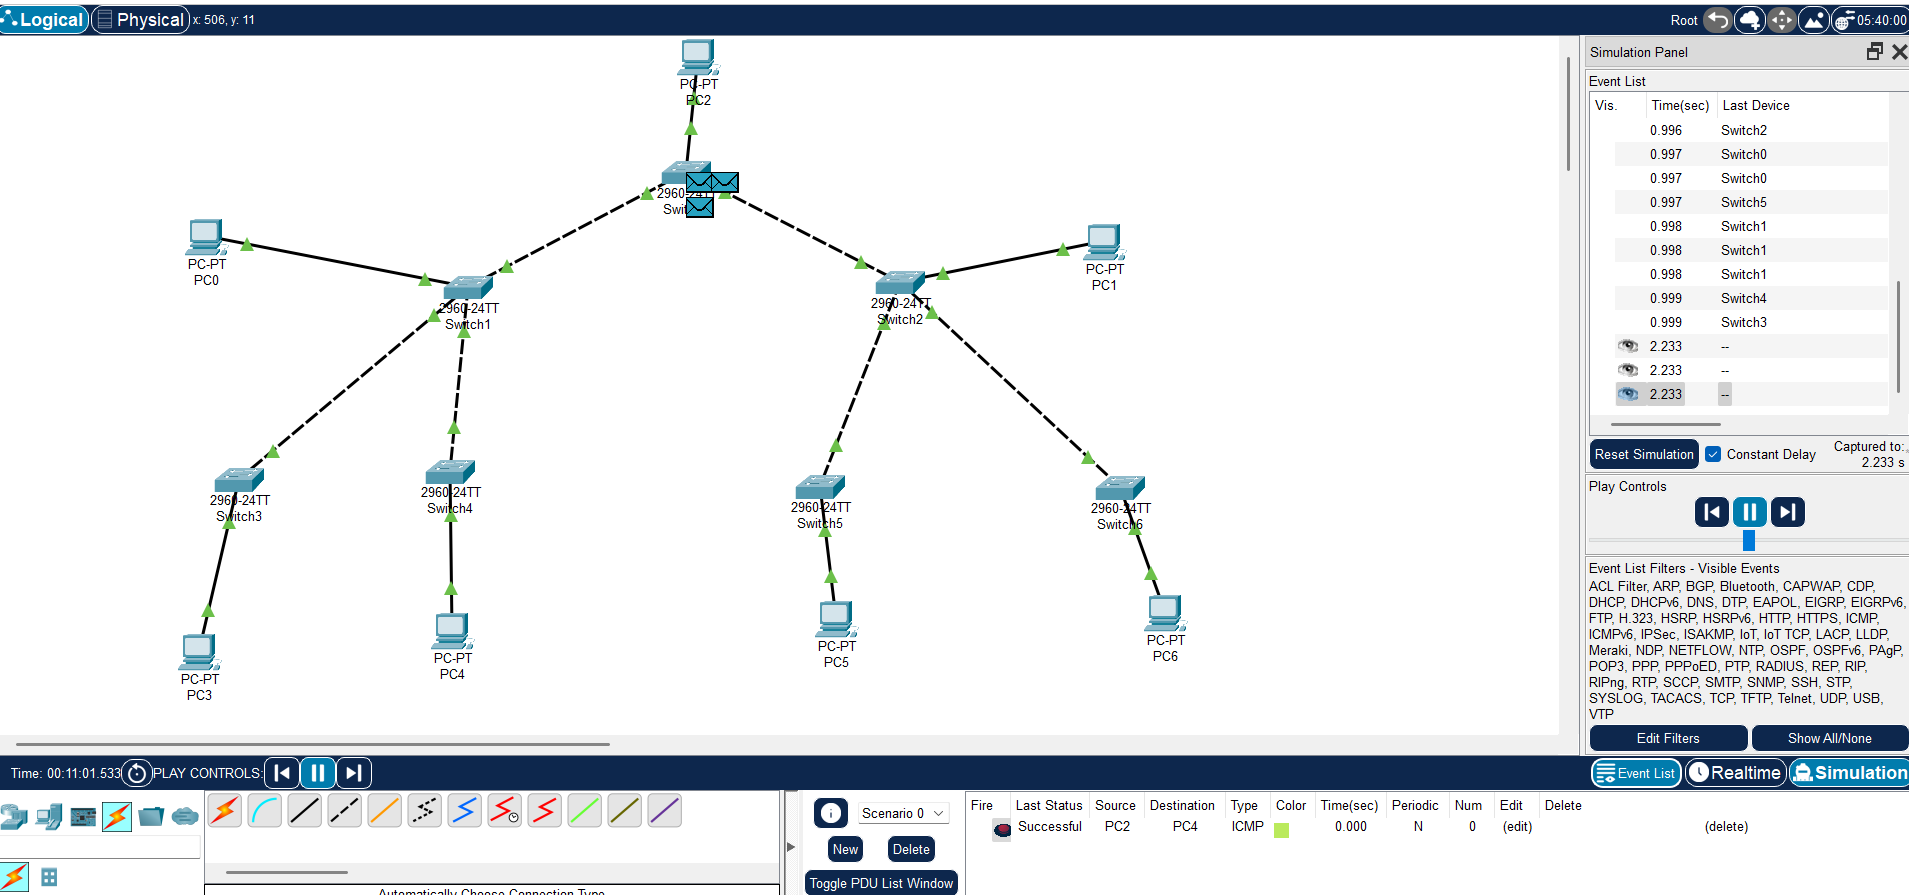 Logical
Physical
x: 506, y: 11
Root
05:40:00
PC-PT
PC2
2960-24TT
PC-PT
PC0
PC-PT
PC1
2960-24TT
Switch1
2960-24TT
Switch2
2960-24TT
Switch3
2960-24TT
Switch4
2960-24TT
Switch5
2960-24TT
Switch6
PC-PT
PC3
PC-PT
PC4
PC-PT
PC5
PC-PT
PC6
Simulation Panel
Event List
Vis. Time(sec) Last Device
0.996 Switch2
0.997 Switch0
0.997 Switch0
0.997 Switch5
0.998 Switch1
0.998 Switch1
0.998 Switch1
0.999 Switch4
0.999 Switch3
2.233 --
2.233 --
2.233 --
Reset Simulation
Constant Delay
Captured to:
2.233 s
Play Controls
Event List Filters - Visible Events
ACL Filter, ARP, BGP, Bluetooth, CAPWAP, CDP,
DHCP, DHCPv6, DNS, DTP, EAPOL, EIGRP, EIGRPv6,
FTP, H.323, HSRP, HSRPv6, HTTP, HTTPS, ICMP,
ICMPv6, IPSec, ISAKMP, IoT, IoT TCP, LACP, LLDP,
Meraki, NDP, NETFLOW, NTP, OSPF, OSPFv6, PAgP,
POP3, PPP, PPPoED, PTP, RADIUS, REP, RIP,
RIPng, RTP, SCCP, SMTP, SNMP, SSH, STP,
SYSLOG, TACACS, TCP, TFTP, Telnet, UDP, USB,
VTP
Edit Filters
Show All/None
Time: 00:11:01.533
PLAY CONTROLS:
Event List
Realtime
Simulation
Scenario 0
New
Delete
Toggle PDU List Window
Fire Last Status Source Destination Type Color Time(sec) Periodic Num Edit Delete
Successful PC2 PC4 ICMP 0.000 N 0 (edit) (delete)
Automatically Choose Connection Type